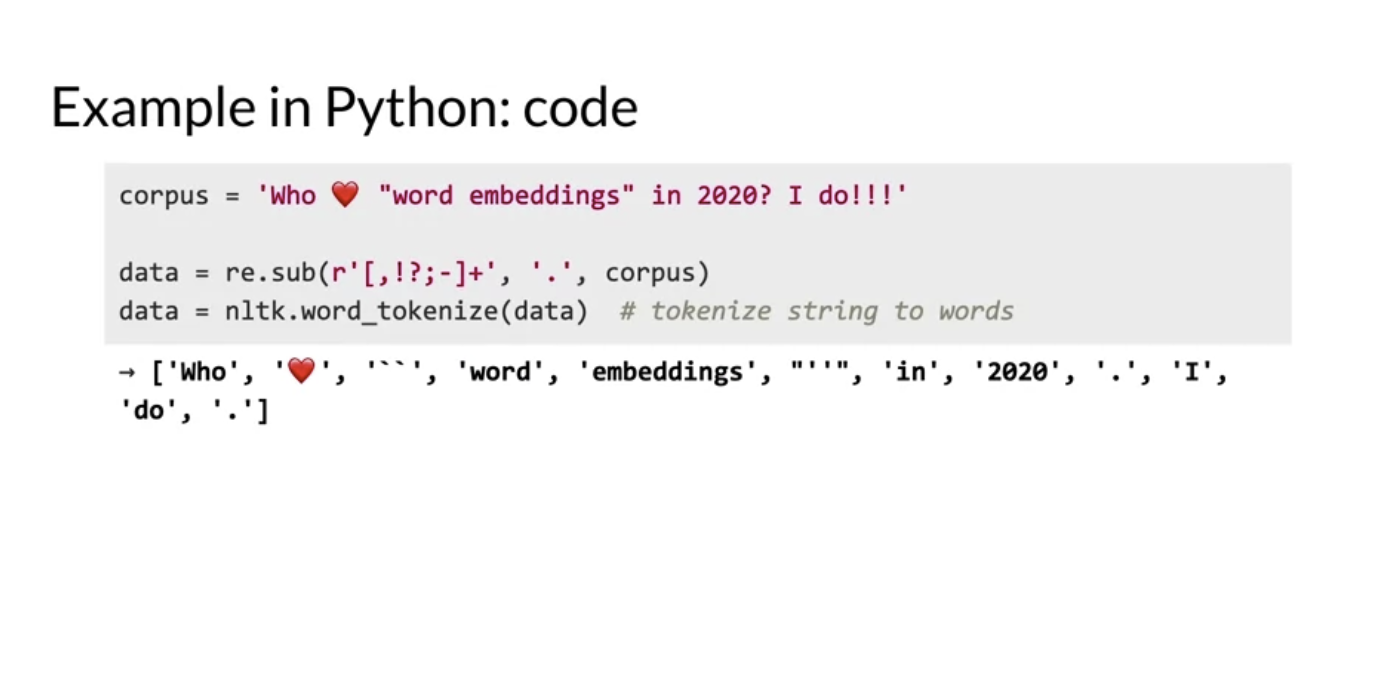 Example in Python: code
corpus = 'Who ❤️ "word embeddings" in 2020? I do!!!'
data = re.sub(r'[,!?;-]+', '.', corpus)
data = nltk.word_tokenize(data)  # tokenize string to words
→ ['Who', '❤️', '``', 'word', 'embeddings', "''", 'in', '2020', '.', 'I',
'do', '.']